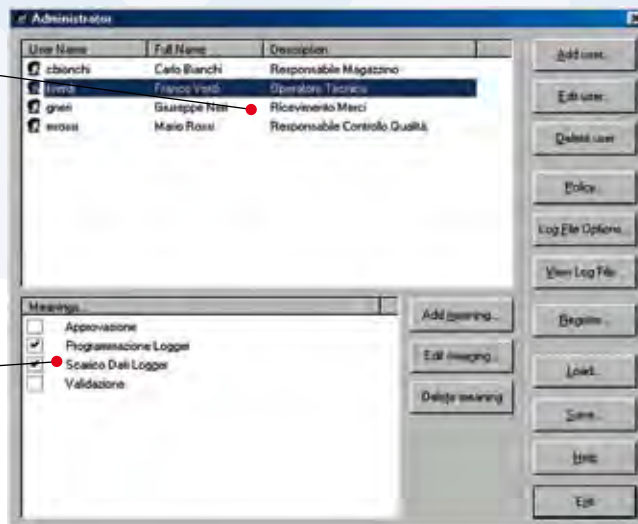 Administrator
User Name Full Name Description
cbianchi Carlo Bianchi Responsabile Magazzino
fverdi Franco Verdi Operatore Tecnico
gneri Giuseppe Neri Ricevimento Merci
mrossi Mario Rossi Responsabile Controllo Qualità
Add user...
Edit user...
Delete user
Policy...
Log File Options...
View Log File...
Register...
Load...
Save...
Help
Exit
Meanings...
Approvazione
Programmazione Logger
Scarico Dati Logger
Validazione
Add meaning...
Edit meaning...
Delete meaning